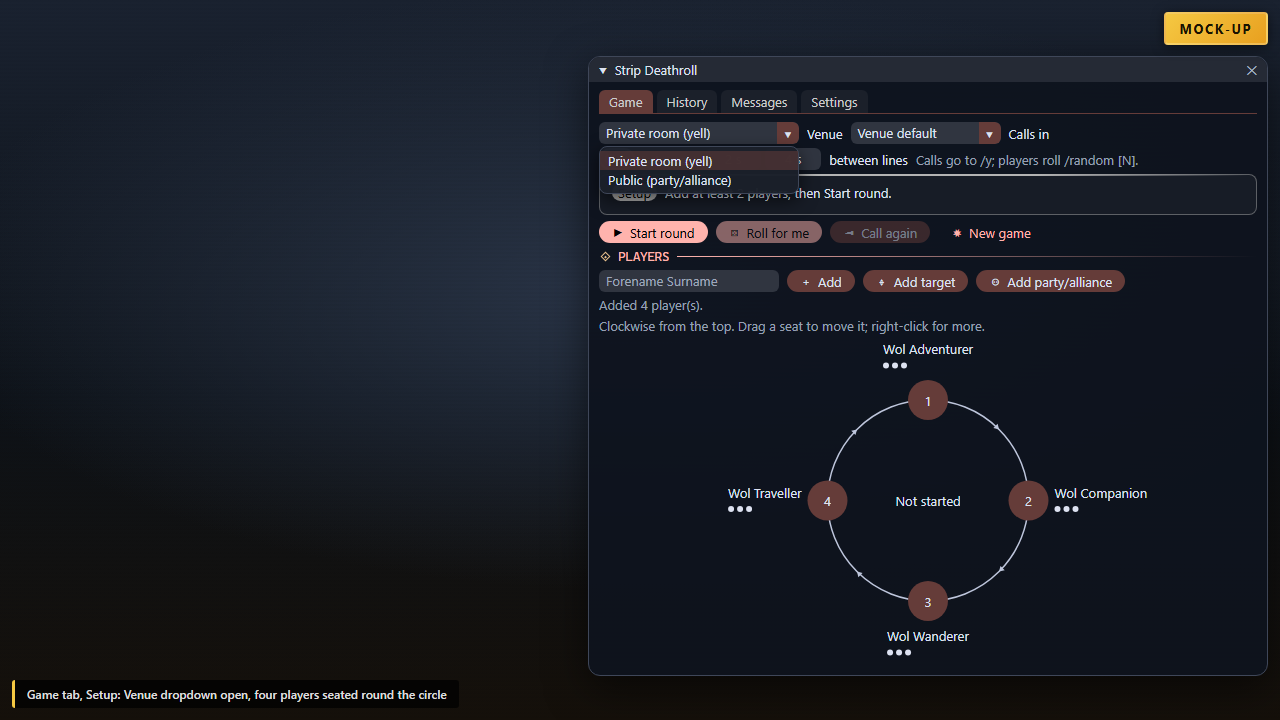 MOCK-UP
Strip Deathroll
Game History Messages Settings
Private room (yell) Venue Venue default Calls in
Private room (yell)
Public (party/alliance)
between lines Calls go to /y; players roll /random [N].
Setup Add at least 2 players, then Start round.
Start round Roll for me Call again New game
PLAYERS
Forename Surname Add Add target Add party/alliance
Added 4 player(s).
Clockwise from the top. Drag a seat to move it; right-click for more.
Wol Adventurer
1
Wol Traveller 4 Not started 2 Wol Companion
3
Wol Wanderer
Game tab, Setup: Venue dropdown open, four players seated round the circle